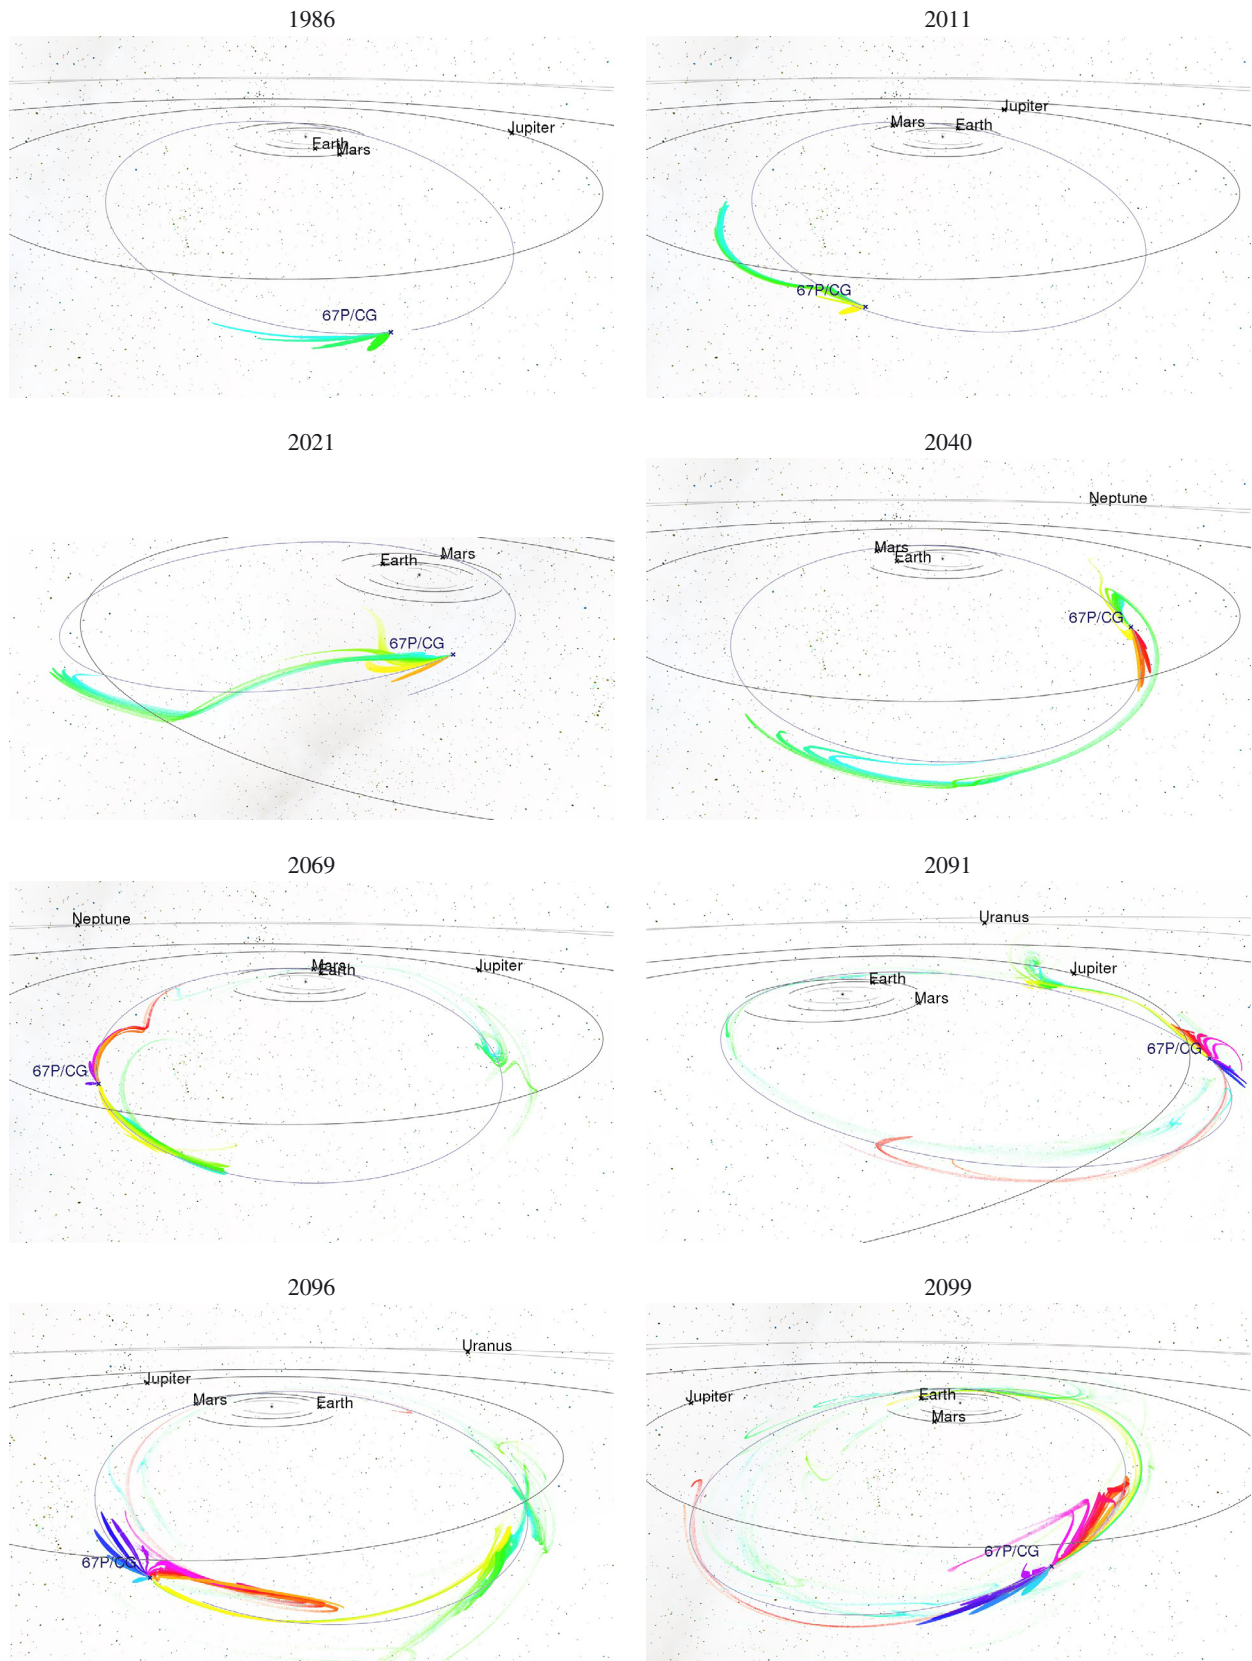 1986
Jupiter
Earth
Mars
67P/CG
2011
Jupiter
Mars
Earth
67P/CG
2021
Mars
Earth
67P/CG
2040
Neptune
Mars
Earth
67P/CG
2069
Neptune
Mars
Earth
Jupiter
67P/CG
2091
Uranus
Jupiter
Earth
Mars
67P/CG
2096
Uranus
Jupiter
Mars
Earth
67P/CG
2099
Jupiter
Earth
Mars
67P/CG